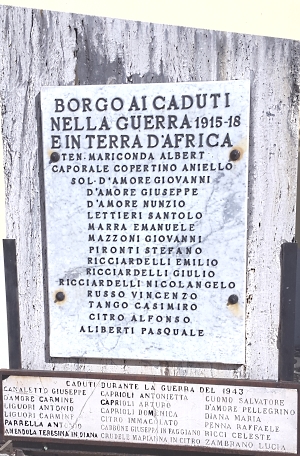 BORGO AI CADUTI
NELLA GUERRA 1915-18
E IN TERRA D'AFRICA
TEN. MARICONDA ALBERT
CAPORALE COPERTINO ANIELLO
SOL. D'AMORE GIOVANNI
D'AMORE GIUSEPPE
D'AMORE NUNZIO
LETTIERI SANTOLO
MARRA EMANUELE
MAZZONI GIOVANNI
PIRONTI STEFANO
RICCIARDELLI EMILIO
RICCIARDELLI GIULIO
RICCIARDELLI NICOLANGELO
RUSSO VINCENZO
TANGO CASIMIRO
CITRO ALFONSO
ALIBERTI PASQUALE
CADUTI DURANTE LA GUERRA DEL 1943
CANALETTO GIUSEPPE
D'AMORE CARMINE
LIGUORI ANTONIO
LIGUORI CARMINE
PARRELLA ANTONIO
AMENDOLA TERESINA IN DIANA
CAPRIOLI ANTONIETTA
CAPRIOLI ARTURO
CAPRIOLI DOMENICA
CITRO IMMACOLATO
CARBONE GIUSEPPE IN FAGGIANO
CRUDELE MARIANNA IN CITRO
CUOMO SALVATORE
D'AMORE PELLEGRINO
DIANA MARIA
PENNA RAFFAELE
RICCI CELESTE
ZAMBRANO LUCIA